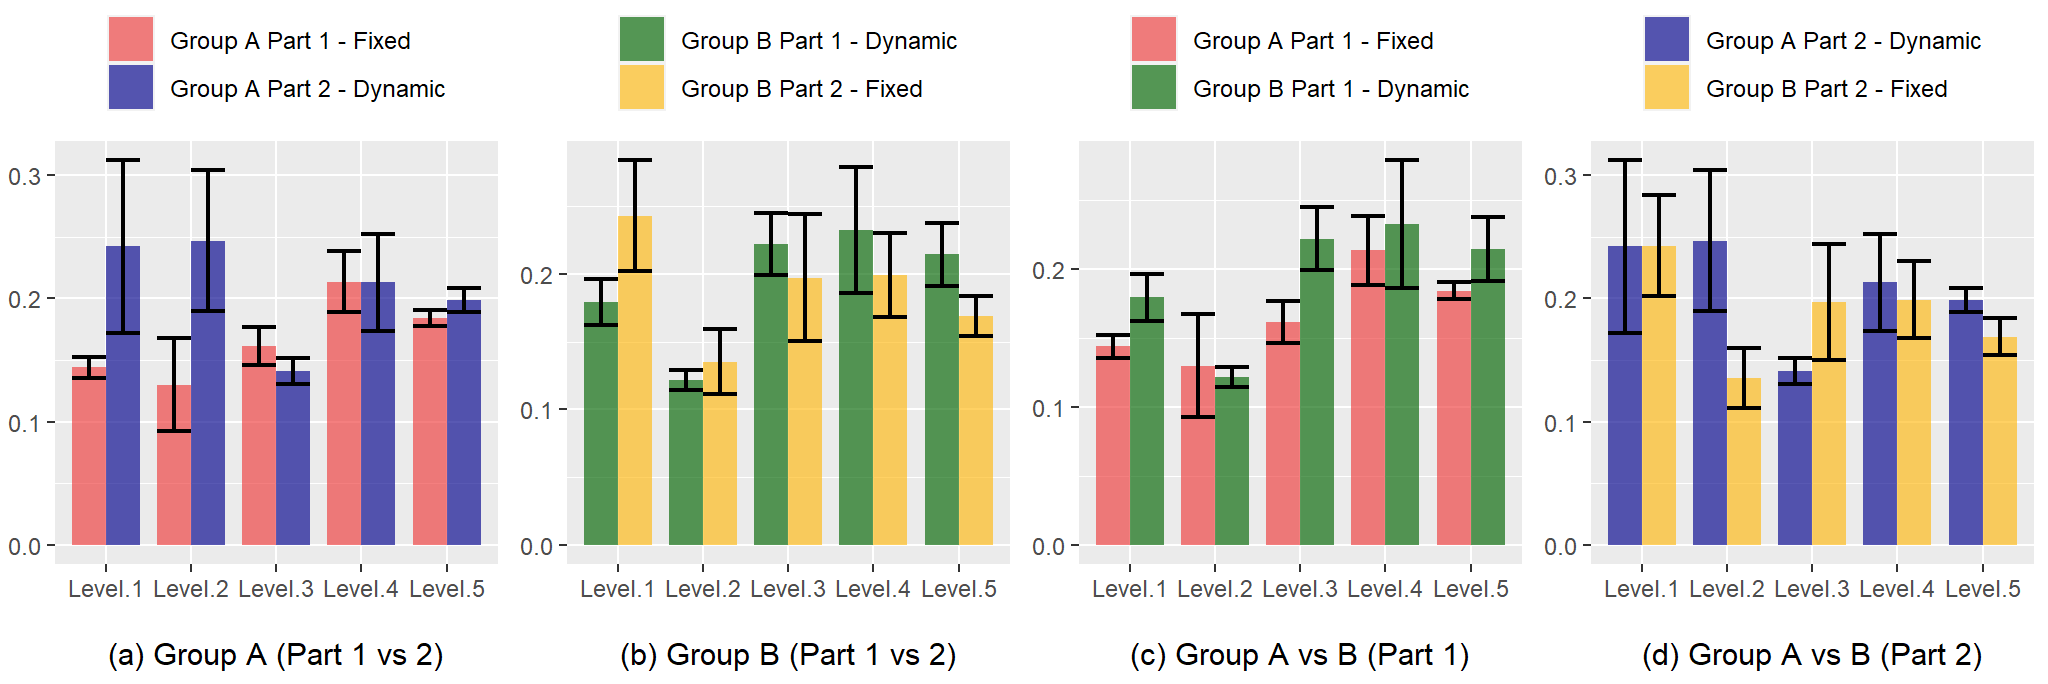 Group A Part 1 - Fixed
Group A Part 2 - Dynamic
0.3
0.2
0.1
0.0
Level.1 Level.2 Level.3 Level.4 Level.5
(a) Group A (Part 1 vs 2)
Group B Part 1 - Dynamic
Group B Part 2 - Fixed
0.2
0.1
0.0
Level.1 Level.2 Level.3 Level.4 Level.5
(b) Group B (Part 1 vs 2)
Group A Part 1 - Fixed
Group B Part 1 - Dynamic
0.2
0.1
0.0
Level.1 Level.2 Level.3 Level.4 Level.5
(c) Group A vs B (Part 1)
Group A Part 2 - Dynamic
Group B Part 2 - Fixed
0.3
0.2
0.1
0.0
Level.1 Level.2 Level.3 Level.4 Level.5
(d) Group A vs B (Part 2)